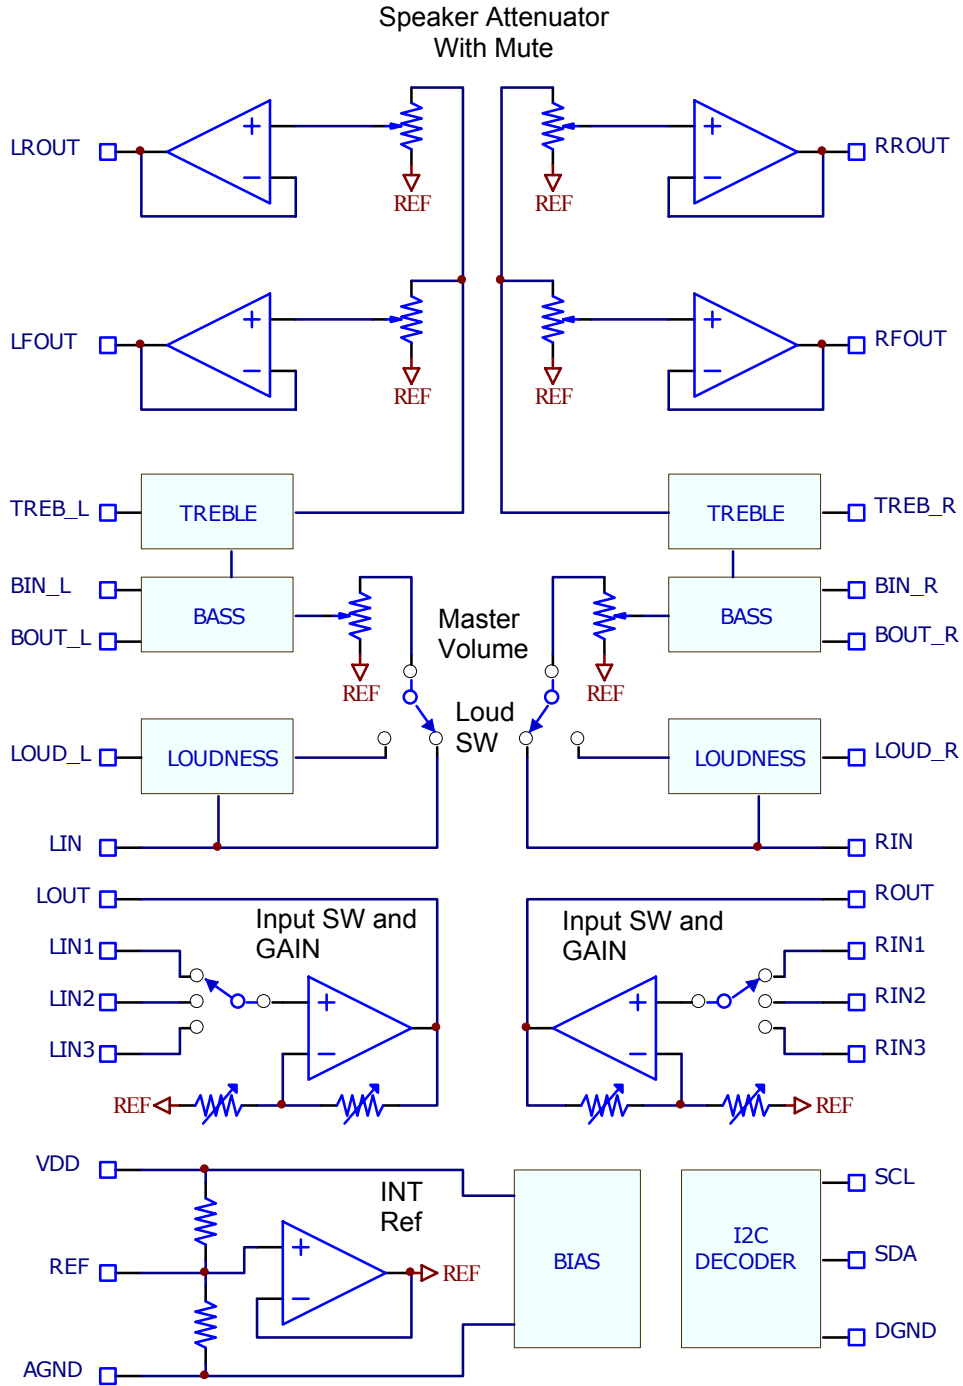 Speaker Attenuator
With Mute
LROUT
RROUT
REF
REF
LFOUT
RFOUT
REF
REF
TREB_L
TREBLE
TREBLE
TREB_R
BIN_L
BASS
BOUT_L
Master
Volume
BIN_R
BASS
BOUT_R
REF
REF
Loud
SW
LOUD_L
LOUDNESS
LOUDNESS
LOUD_R
LIN
RIN
LOUT
ROUT
Input SW and
GAIN
Input SW and
GAIN
LIN1
LIN2
LIN3
RIN1
RIN2
RIN3
REF
REF
VDD
INT
Ref
REF
REF
AGND
BIAS
I2C
DECODER
SCL
SDA
DGND